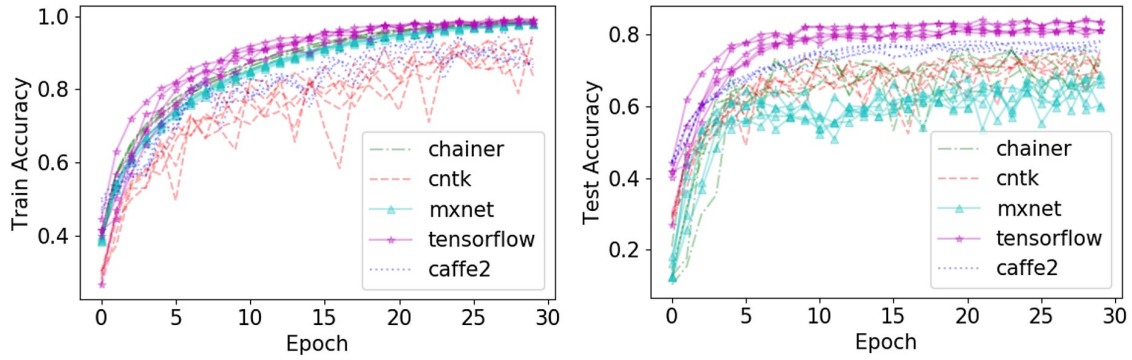 1.0
0.8
0.6
0.4
Train Accuracy
0
5
10
15
20
25
30
Epoch
chainer
cntk
mxnet
tensorflow
caffe2
0.8
0.6
0.4
0.2
Test Accuracy
0
5
10
15
20
25
30
Epoch
chainer
cntk
mxnet
tensorflow
caffe2